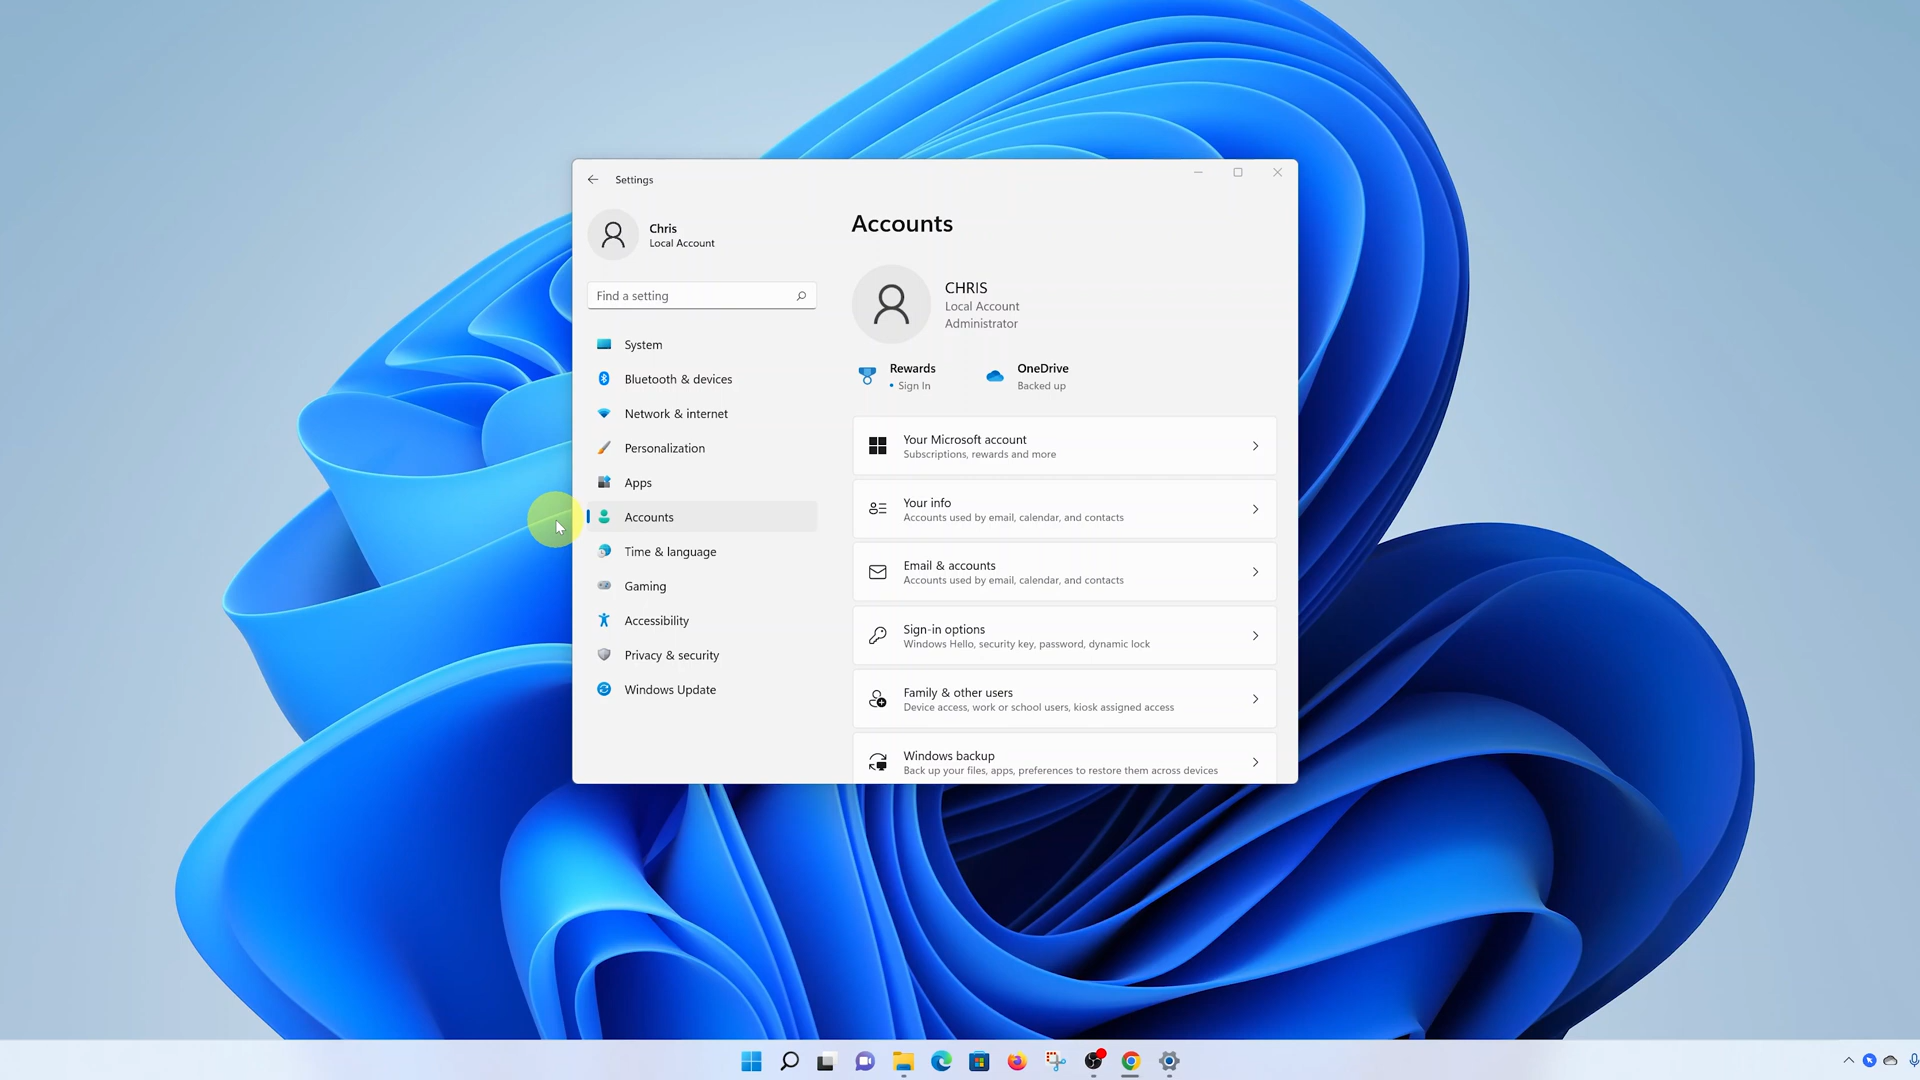 Settings
Chris
Local Account
Find a setting
System
Bluetooth & devices
Network & internet
Personalization
Apps
Accounts
Time & language
Gaming
Accessibility
Privacy & security
Windows Update
Accounts
CHRIS
Local Account
Administrator
Rewards
• Sign In
OneDrive
Backed up
Your Microsoft account
Subscriptions, rewards and more
Your info
Accounts used by email, calendar, and contacts
Email & accounts
Accounts used by email, calendar, and contacts
Sign-in options
Windows Hello, security key, password, dynamic lock
Family & other users
Device access, work or school users, kiosk assigned access
Windows backup
Back up your files, apps, preferences to restore them across devices